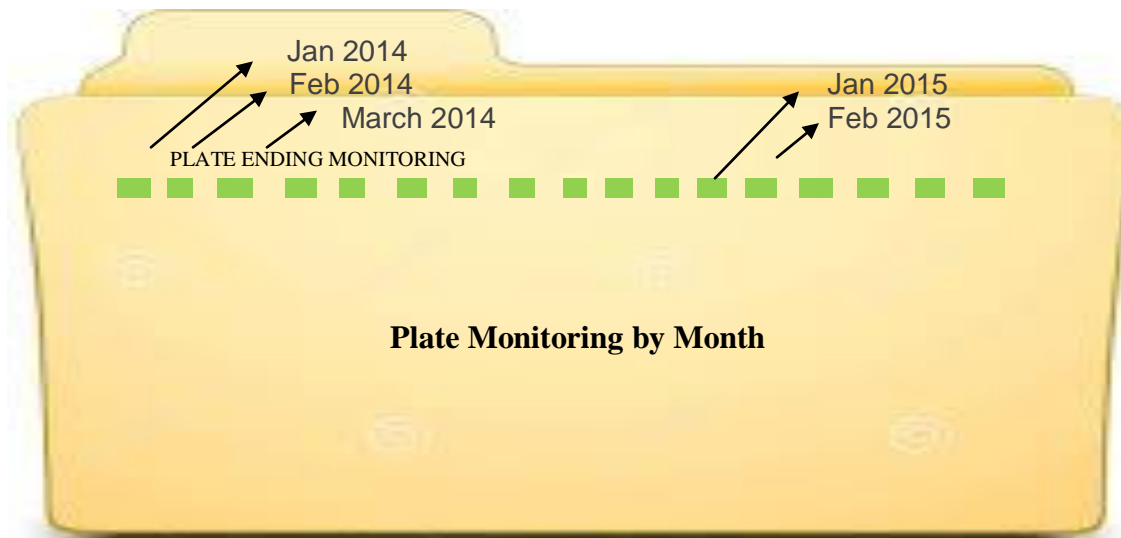 Jan 2014
Feb 2014
March 2014
Jan 2015
Feb 2015
PLATE ENDING MONITORING
Plate Monitoring by Month